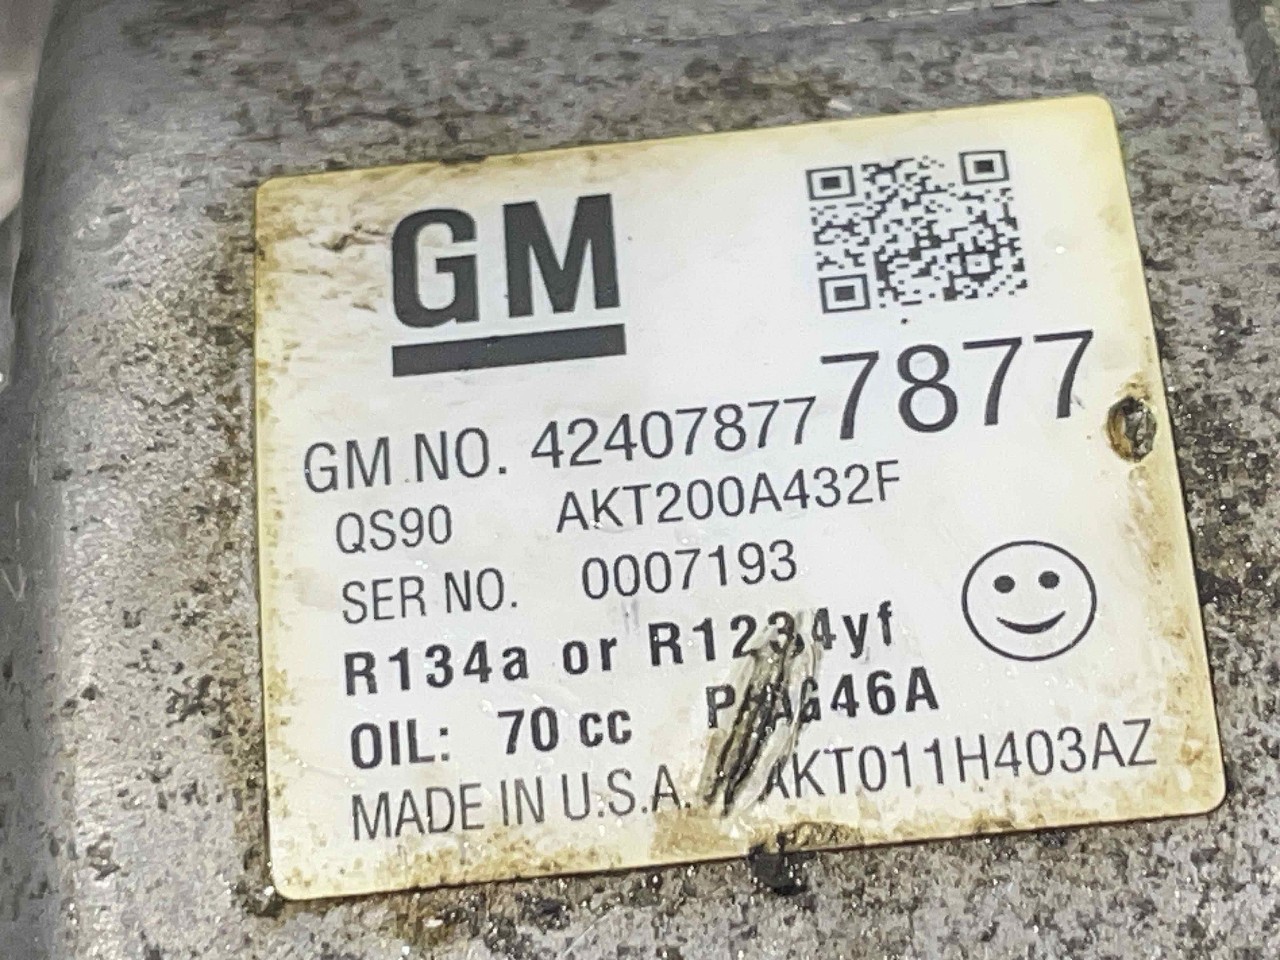 GM
GM NO. 42407877 7877
QS90 AKT200A432F
SER NO. 0007193
R134a or R1234yf
OIL: 70 cc PAG46A
MADE IN U.S.A. AKT011H403AZ